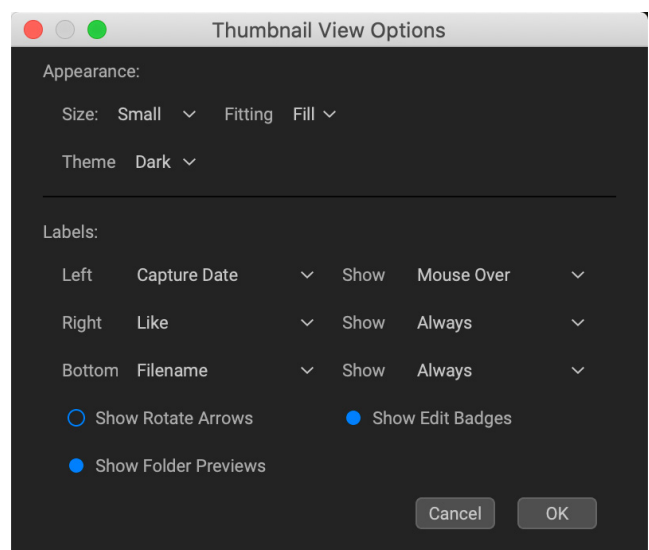 Thumbnail View Options
Appearance:
Size: Small Fitting Fill
Theme Dark
Labels:
Left Capture Date Show Mouse Over
Right Like Show Always
Bottom Filename Show Always
Show Rotate Arrows Show Edit Badges
Show Folder Previews
Cancel OK